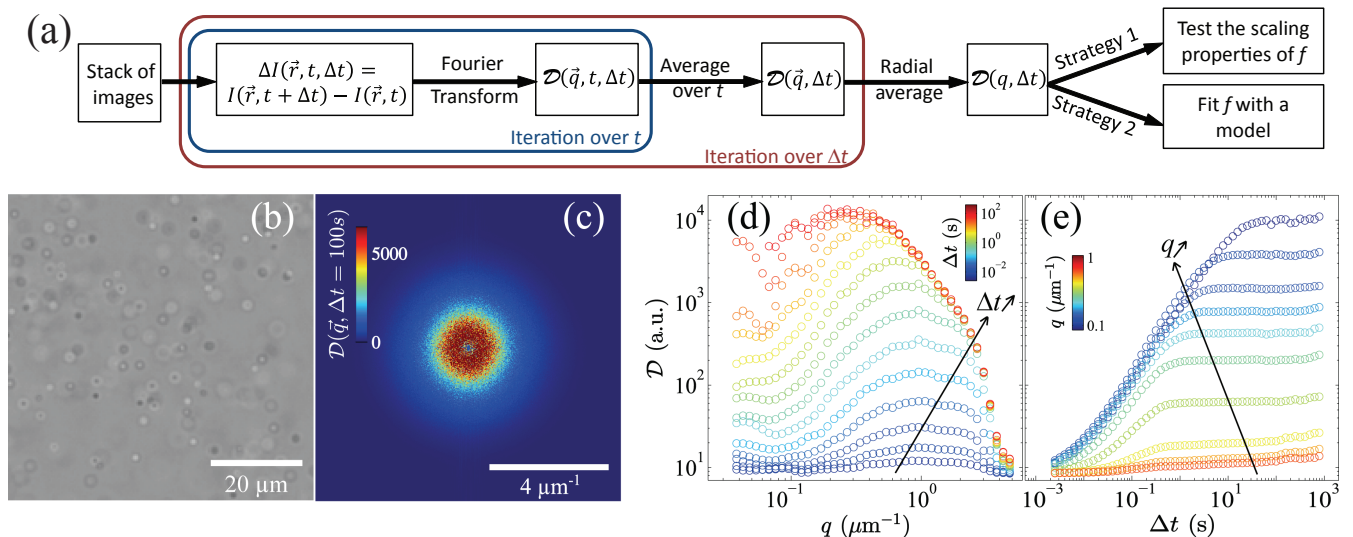 (a)
Stack of
images
ΔI(r⃗, t, Δt) =
I(r⃗, t + Δt) − I(r⃗, t)
Fourier
Transform
𝓓(q⃗, t, Δt)
Iteration over t
Average
over t
𝓓(q⃗, Δt)
Iteration over Δt
Radial
average
𝓓(q, Δt)
Strategy 1
Test the scaling
properties of f
Strategy 2
Fit f with a
model
(b)
20 µm
(c)
𝓓(q⃗, Δt = 100s)
5000
0
4 µm⁻¹
(d)
10⁴
10³
10²
10¹
𝓓 (a.u.)
Δt (s)
10²
10⁰
10⁻²
Δt↗
10⁻¹
10⁰
q (µm⁻¹)
(e)
q↗
q (µm⁻¹)
1
0.1
10⁻³
10⁻¹
10¹
10³
Δt (s)